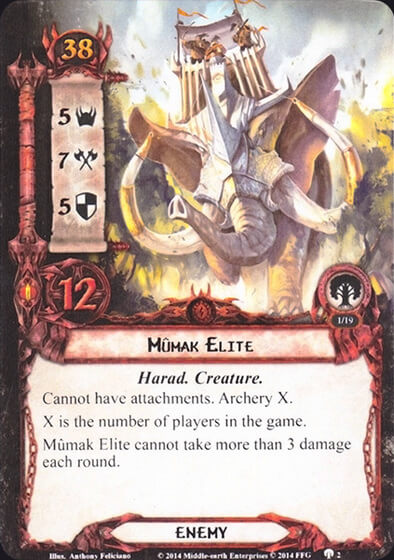 38
5
7
5
12
1/19
Mûmak Elite
Harad. Creature.
Cannot have attachments. Archery X.
X is the number of players in the game.
Mûmak Elite cannot take more than 3 damage
each round.
ENEMY
Illus. Anthony Feliciano © 2014 Middle-earth Enterprises © 2014 FFG 2